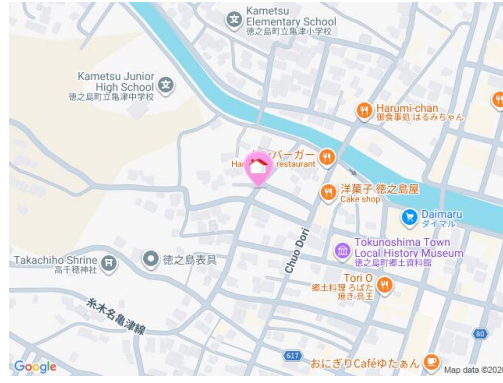 Kametsu
Elementary School
徳之島町立亀津小学校
Kametsu Junior
High School
徳之島町立亀津中学校
Harumi-chan
御食事処 はるみちゃん
バーガー
restaurant
洋菓子 徳之島屋
Cake shop
Daimaru
ダイマル
Chuo Dori
Tokunoshima Town
Local History Museum
徳之島町郷土資料館
Takachiho Shrine
高千穂神社
徳之島表具
Tori O
郷土料理 ろばた
焼き 鳥王
糸木名亀津線
80
617
おにぎりCaféゆたぁん
Google
Map data ©202